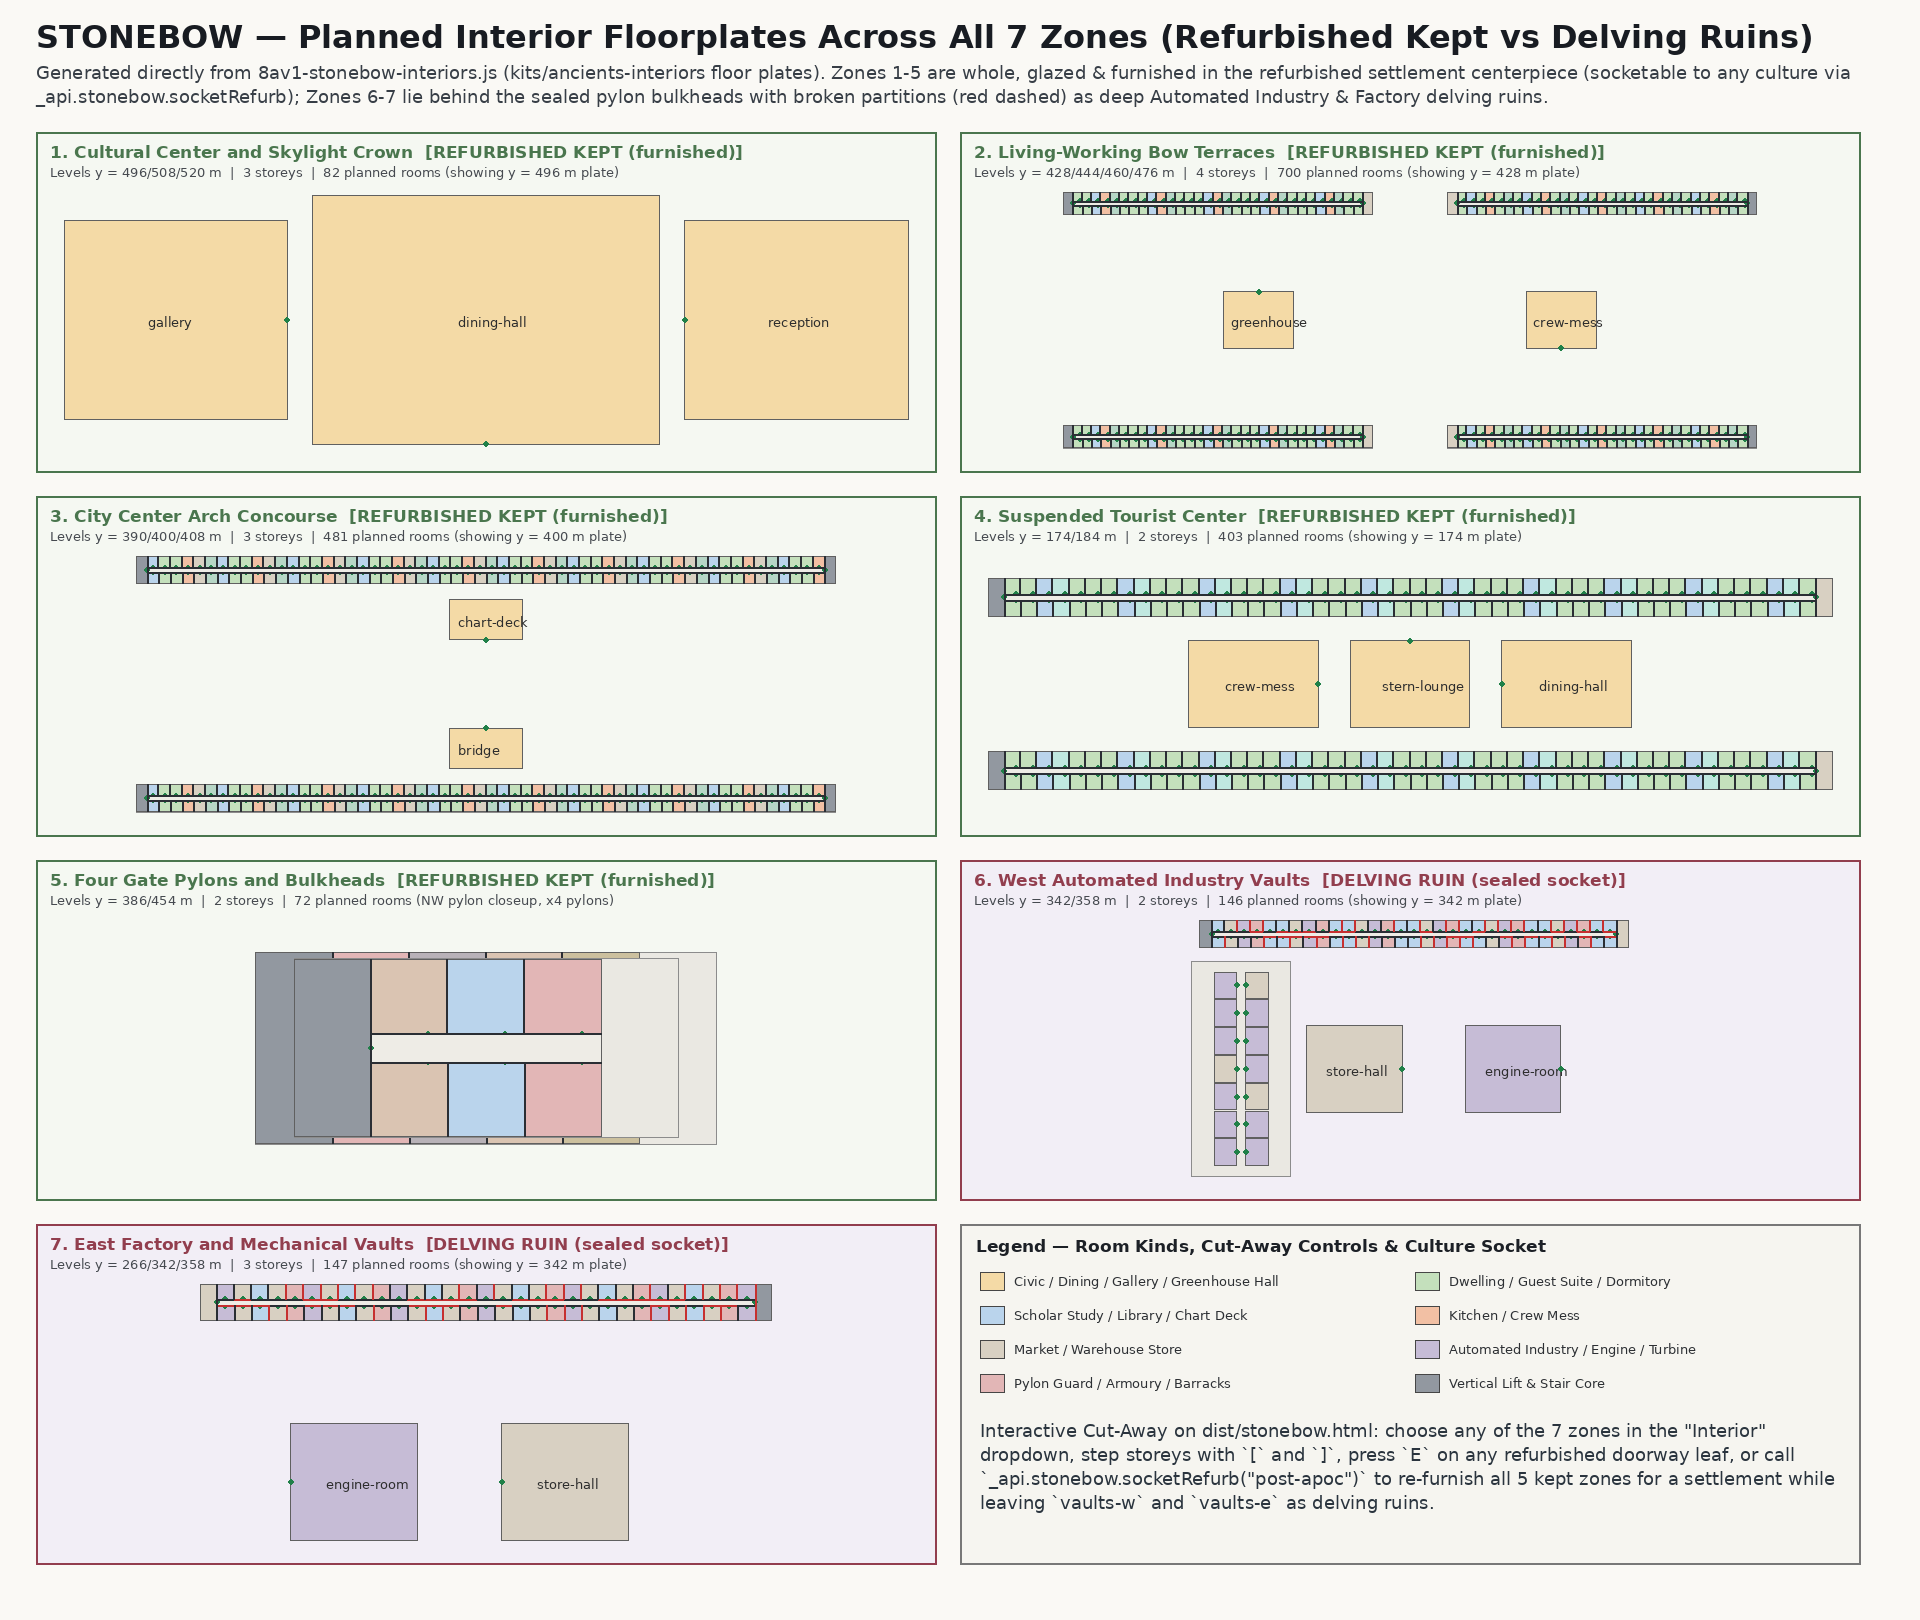 STONEBOW — Planned Interior Floorplates Across All 7 Zones (Refurbished Kept vs Delving Ruins)
Generated directly from 8av1-stonebow-interiors.js (kits/ancients-interiors floor plates). Zones 1-5 are whole, glazed & furnished in the refurbished settlement centerpiece (socketable to any culture via
_api.stonebow.socketRefurb); Zones 6-7 lie behind the sealed pylon bulkheads with broken partitions (red dashed) as deep Automated Industry & Factory delving ruins.
1. Cultural Center and Skylight Crown [REFURBISHED KEPT (furnished)]
Levels y = 496/508/520 m | 3 storeys | 82 planned rooms (showing y = 496 m plate)
gallery
dining-hall
reception
2. Living-Working Bow Terraces [REFURBISHED KEPT (furnished)]
Levels y = 428/444/460/476 m | 4 storeys | 700 planned rooms (showing y = 428 m plate)
greenhouse
crew-mess
3. City Center Arch Concourse [REFURBISHED KEPT (furnished)]
Levels y = 390/400/408 m | 3 storeys | 481 planned rooms (showing y = 400 m plate)
chart-deck
bridge
4. Suspended Tourist Center [REFURBISHED KEPT (furnished)]
Levels y = 174/184 m | 2 storeys | 403 planned rooms (showing y = 174 m plate)
crew-mess
stern-lounge
dining-hall
5. Four Gate Pylons and Bulkheads [REFURBISHED KEPT (furnished)]
Levels y = 386/454 m | 2 storeys | 72 planned rooms (NW pylon closeup, x4 pylons)
6. West Automated Industry Vaults [DELVING RUIN (sealed socket)]
Levels y = 342/358 m | 2 storeys | 146 planned rooms (showing y = 342 m plate)
store-hall
engine-room
7. East Factory and Mechanical Vaults [DELVING RUIN (sealed socket)]
Levels y = 266/342/358 m | 3 storeys | 147 planned rooms (showing y = 342 m plate)
engine-room
store-hall
Legend — Room Kinds, Cut-Away Controls & Culture Socket
Civic / Dining / Gallery / Greenhouse Hall
Dwelling / Guest Suite / Dormitory
Scholar Study / Library / Chart Deck
Kitchen / Crew Mess
Market / Warehouse Store
Automated Industry / Engine / Turbine
Pylon Guard / Armoury / Barracks
Vertical Lift & Stair Core
Interactive Cut-Away on dist/stonebow.html: choose any of the 7 zones in the "Interior"
dropdown, step storeys with `[` and `]`, press `E` on any refurbished doorway leaf, or call
`_api.stonebow.socketRefurb("post-apoc")` to re-furnish all 5 kept zones for a settlement while
leaving `vaults-w` and `vaults-e` as delving ruins.